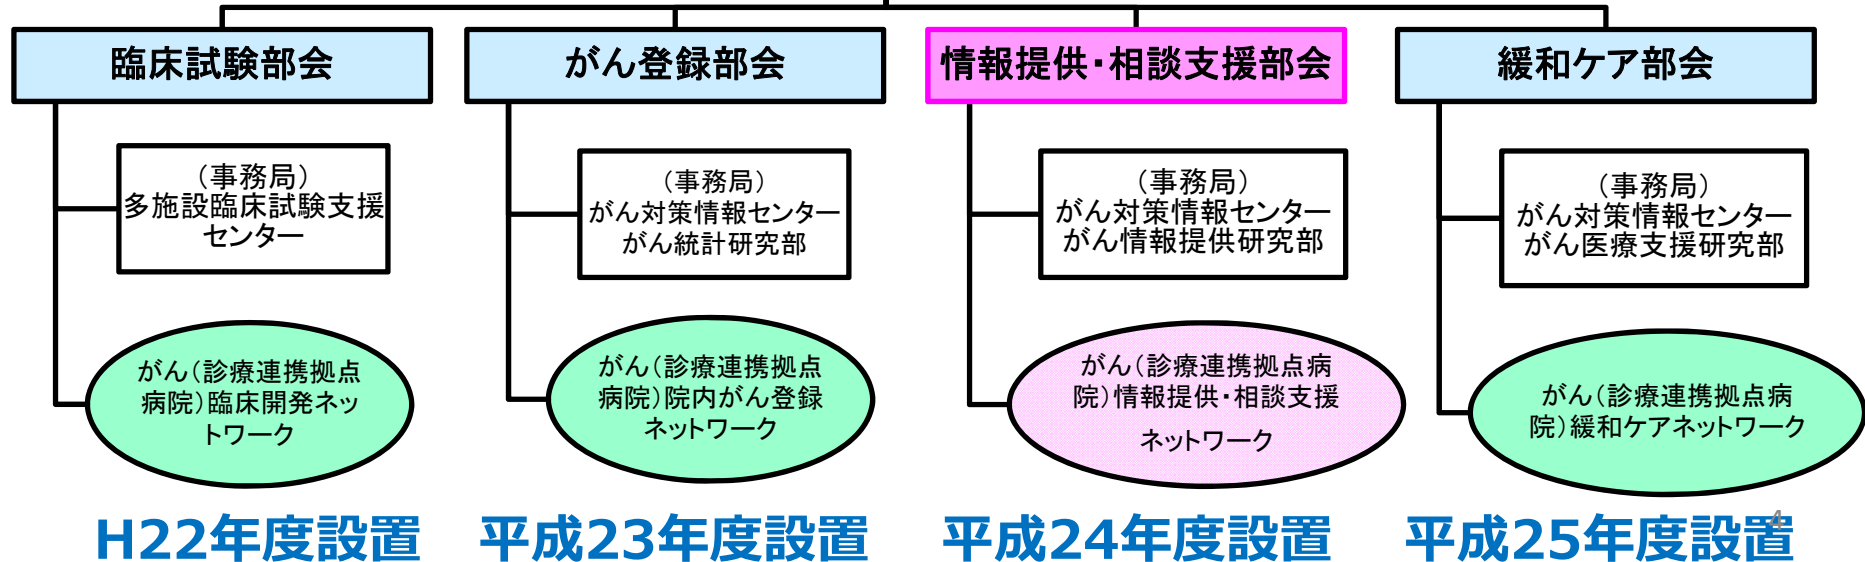 臨床試験部会
がん登録部会
情報提供・相談支援部会
緩和ケア部会
（事務局）
多施設臨床試験支援
センター
（事務局）
がん対策情報センター
がん統計研究部
（事務局）
がん対策情報センター
がん情報提供研究部
（事務局）
がん対策情報センター
がん医療支援研究部
がん（診療連携拠点
病院）臨床開発ネッ
トワーク
がん（診療連携拠点
病院）院内がん登録
ネットワーク
がん（診療連携拠点病
院）情報提供・相談支援
ネットワーク
がん（診療連携拠点病
院）緩和ケアネットワーク
H22年度設置
平成23年度設置
平成24年度設置
平成25年度設置
4